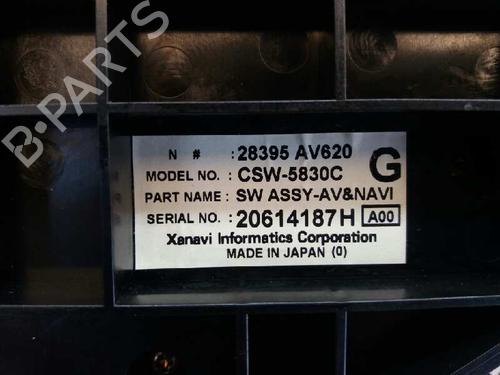 B-PARTS
N # : 28395 AV620
G
MODEL NO. : CSW-5830C
PART NAME : SW ASSY-AV&NAVI
SERIAL NO. : 20614187H A00
Xanavi Informatics Corporation
MADE IN JAPAN (0)